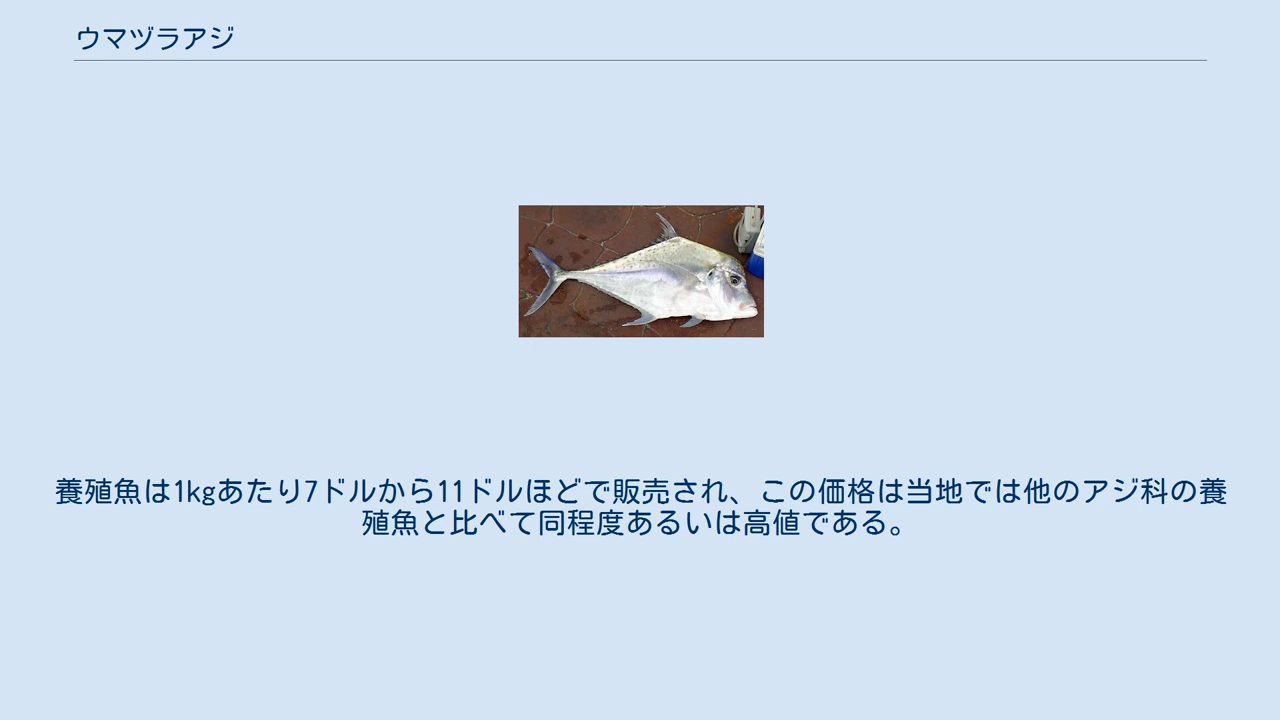 ウマヅラアジ
養殖魚は1kgあたり7ドルから11ドルほどで販売され、この価格は当地では他のアジ科の養
殖魚と比べて同程度あるいは高値である。